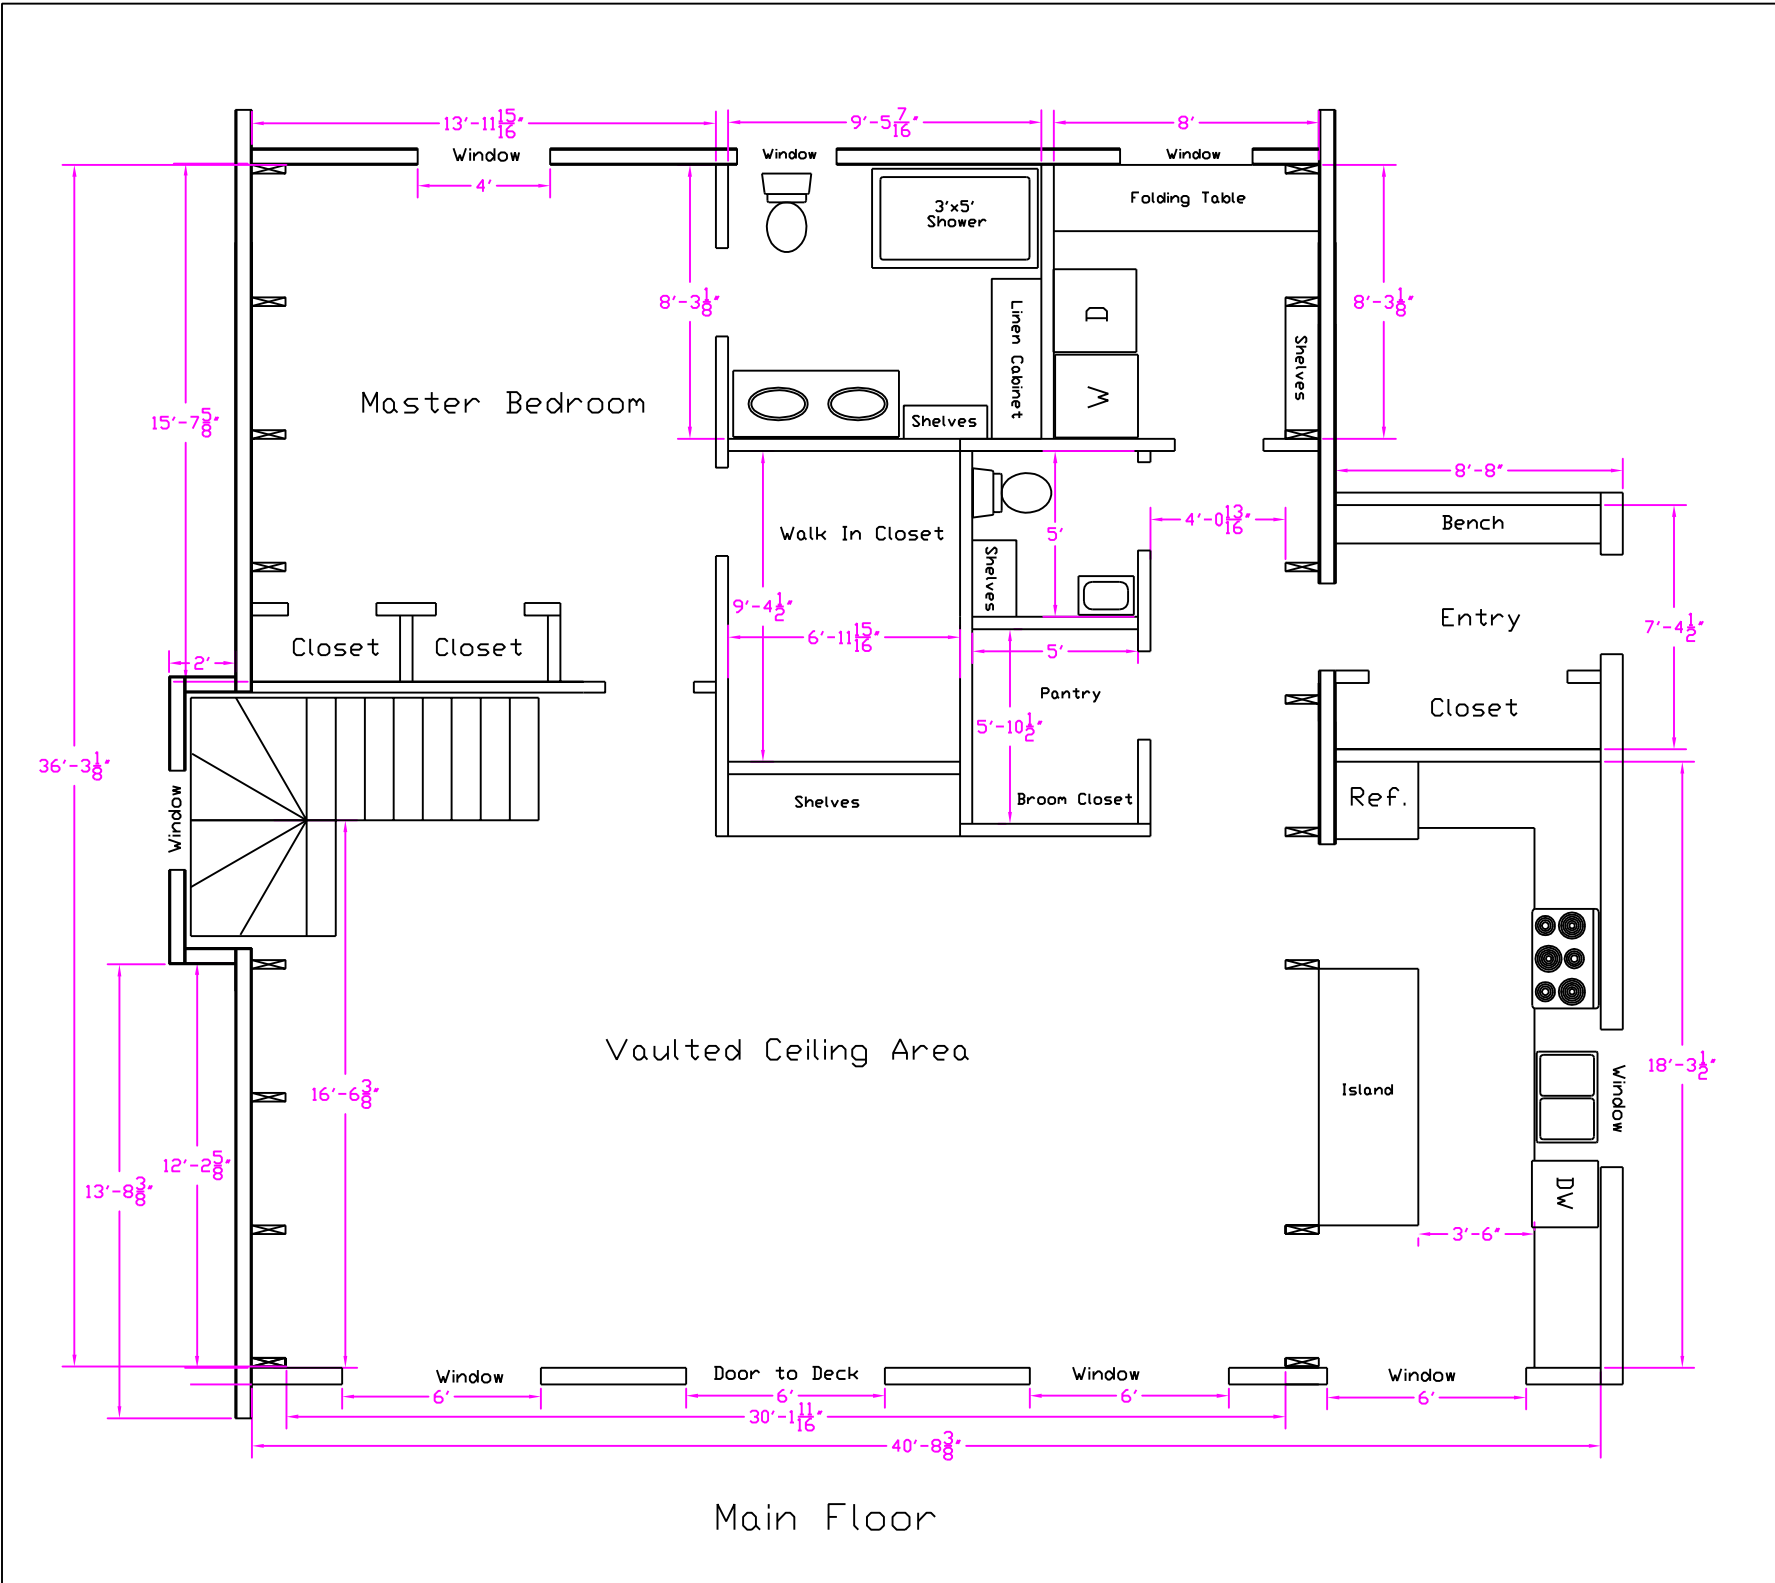 13'-11 15/16"
9'-5 7/16"
8'
Window
Window
Window
4'
3'x5'
Shower
Folding Table
8'-3 1/8"
8'-3 1/8"
D
Linen Cabinet
Shelves
W
Master Bedroom
15'-7 5/8"
Shelves
8'-8"
Bench
4'-0 13/16"
Walk In Closet
5'
Shelves
9'-4 1/2"
6'-11 15/16"
5'
Entry
7'-4 1/2"
Closet
Closet
2'
Pantry
5'-10 1/2"
Closet
36'-3 1/8"
Window
Shelves
Broom Closet
Ref.
Vaulted Ceiling Area
16'-6 3/8"
Island
18'-3 1/2"
Window
12'-2 5/8"
13'-8 3/8"
DW
3'-6"
Window
Door to Deck
Window
Window
6'
6'
6'
6'
30'-1 11/16"
40'-8 3/8"
Main Floor